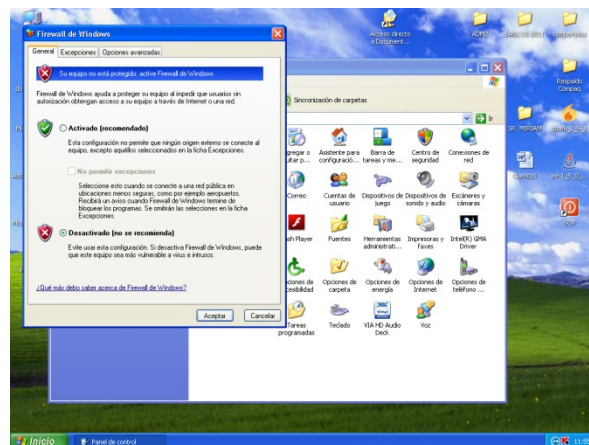 Firewall de Windows
General
Excepciones
Opciones avanzadas
Su equipo no está protegido: active Firewall de Windows
Firewall de Windows ayuda a proteger su equipo al impedir que usuarios sin
autorización obtengan acceso a su equipo a través de Internet o una red.
Activado (recomendado)
Esta configuración no permite que ningún origen externo se conecte al
equipo, excepto aquellos seleccionados en la ficha Excepciones.
No permitir excepciones
Seleccione esto cuando se conecte a una red pública en
ubicaciones menos seguras, como por ejemplo aeropuertos.
Recibirá un aviso cuando Firewall de Windows termine de
bloquear los programas. Se omitirán las selecciones en la ficha
Excepciones.
Desactivado (no se recomienda)
Evite usar esta configuración. Si desactiva Firewall de Windows, puede
que este equipo sea más vulnerable a virus e intrusos.
¿Qué más debo saber acerca de Firewall de Windows?
Aceptar
Cancelar
Acceso directo
a Document...
Respaldo
Compaq
SR. MIRIAM
Sincronización de carpetas
Ir
Asistente para
configuració...
Barra de
tareas y me...
Centro de
seguridad
Conexiones de
red
Correo
Cuentas de
usuario
Dispositivos de
juego
Dispositivos de
sonido y audio
Escáneres y
cámaras
ash Player
Fuentes
Herramientas
administrati...
Impresoras y
faxes
Intel(R) GMA
Driver
Opciones de
carpeta
Opciones de
energía
Opciones de
Internet
Opciones de
teléfono ...
Tareas
programadas
Teclado
VIA HD Audio
Deck
Voz
Inicio
Panel de control